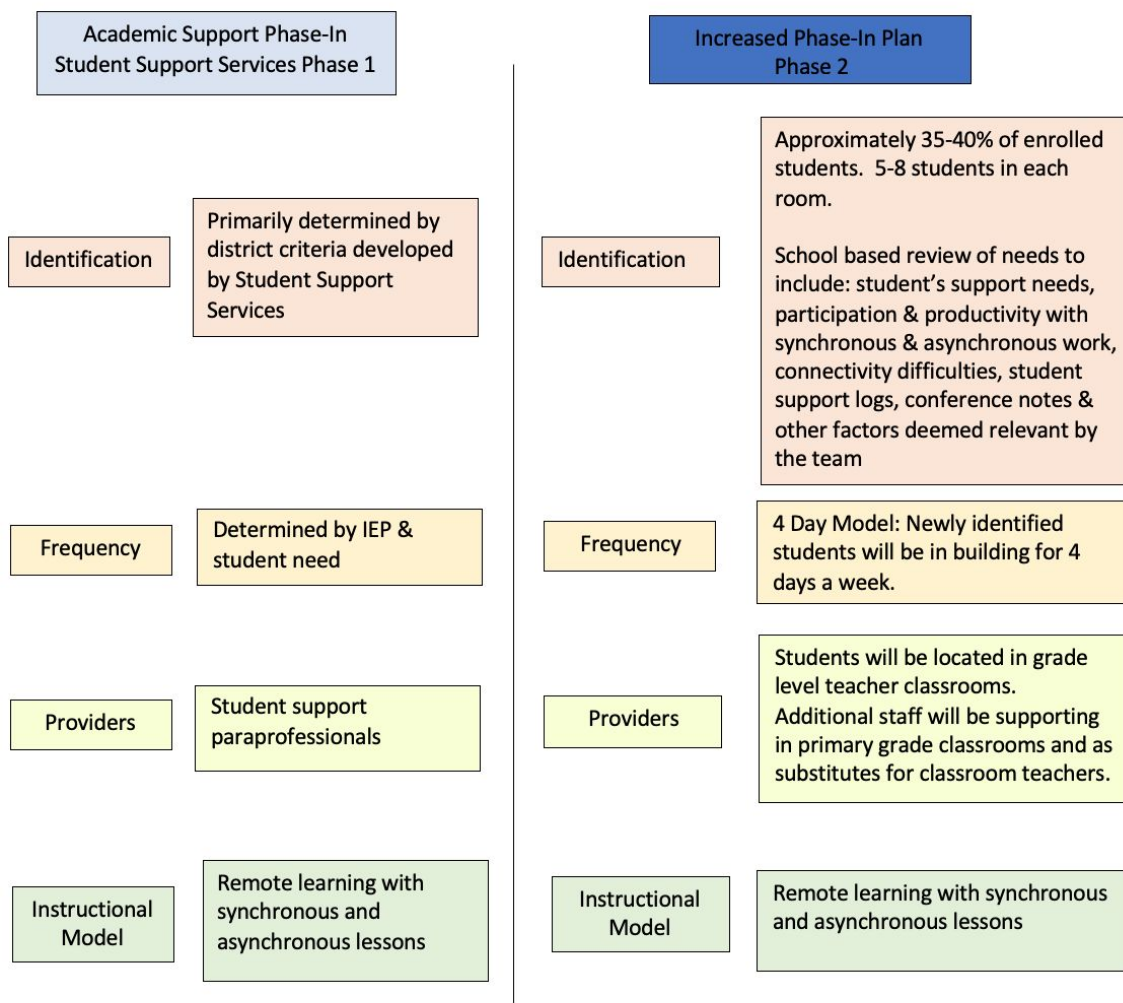 Academic Support Phase-In
Student Support Services Phase 1
Identification
Primarily determined by
district criteria developed
by Student Support
Services
Frequency
Determined by IEP &
student need
Providers
Student support
paraprofessionals
Instructional
Model
Remote learning with
synchronous and
asynchronous lessons
Increased Phase-In Plan
Phase 2
Identification
Approximately 35-40% of enrolled
students.  5-8 students in each
room.
School based review of needs to
include: student’s support needs,
participation & productivity with
synchronous & asynchronous work,
connectivity difficulties, student
support logs, conference notes &
other factors deemed relevant by
the team
Frequency
4 Day Model: Newly identified
students will be in building for 4
days a week.
Providers
Students will be located in grade
level teacher classrooms.
Additional staff will be supporting
in primary grade classrooms and as
substitutes for classroom teachers.
Instructional
Model
Remote learning with synchronous
and asynchronous lessons